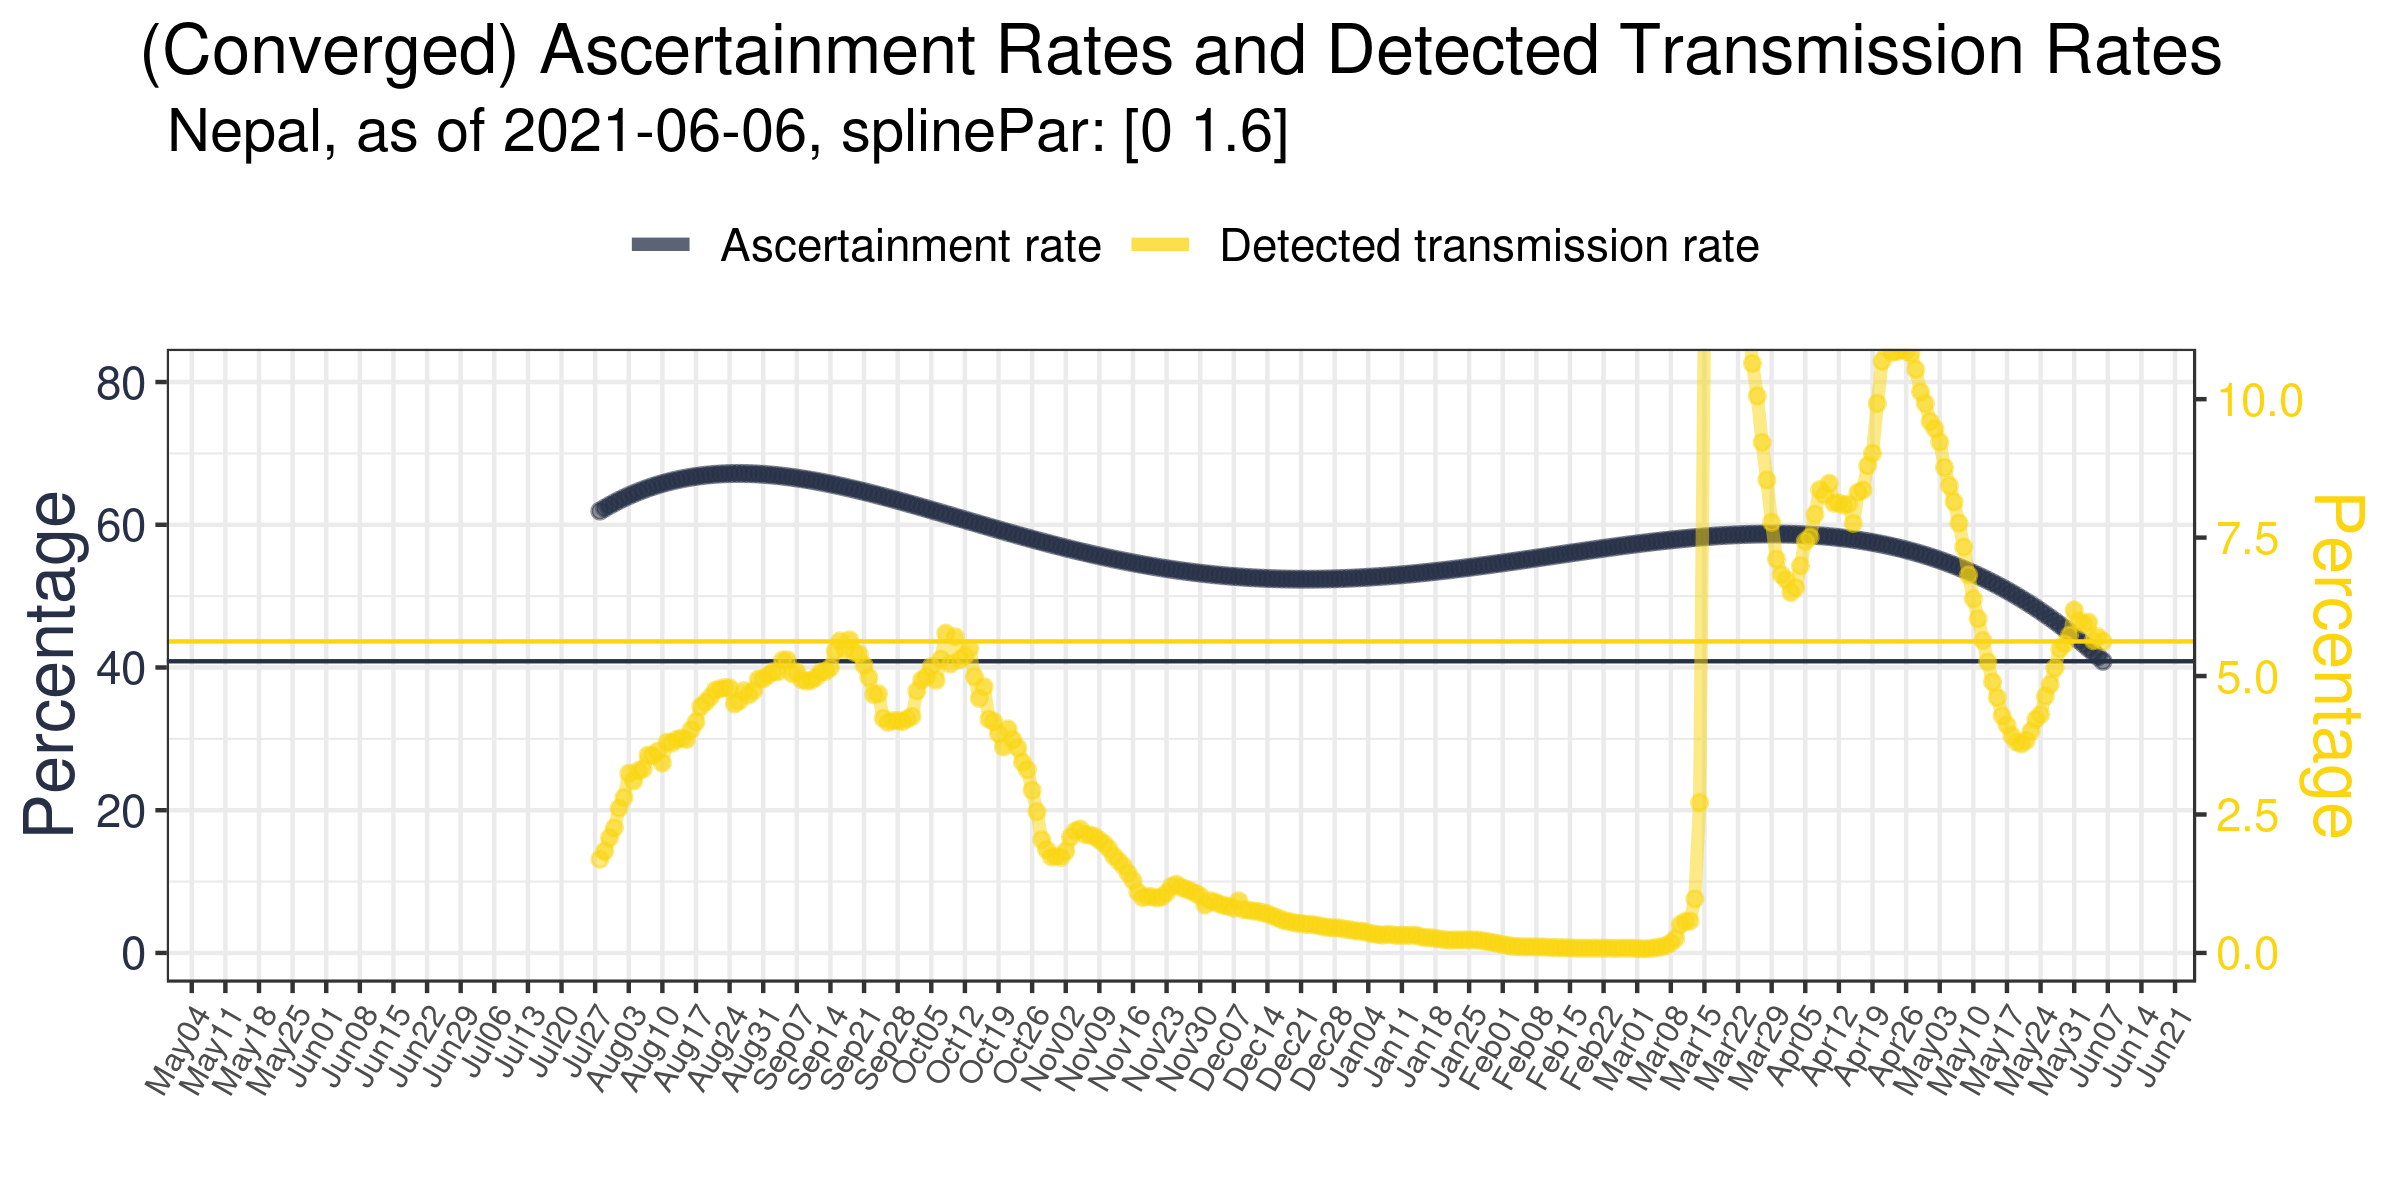 (Converged) Ascertainment Rates and Detected Transmission Rates
Nepal, as of 2021-06-06, splinePar: [0 1.6]
Ascertainment rate
Detected transmission rate
Percentage
80
60
40
20
0
10.0
7.5
5.0
2.5
0.0
Percentage
May04
May11
May18
May25
Jun01
Jun08
Jun15
Jun22
Jun29
Jul06
Jul13
Jul20
Jul27
Aug03
Aug10
Aug17
Aug24
Aug31
Sep07
Sep14
Sep21
Sep28
Oct05
Oct12
Oct19
Oct26
Nov02
Nov09
Nov16
Nov23
Nov30
Dec07
Dec14
Dec21
Dec28
Jan04
Jan11
Jan18
Jan25
Feb01
Feb08
Feb15
Feb22
Mar01
Mar08
Mar15
Mar22
Mar29
Apr05
Apr12
Apr19
Apr26
May03
May10
May17
May24
May31
Jun07
Jun14
Jun21